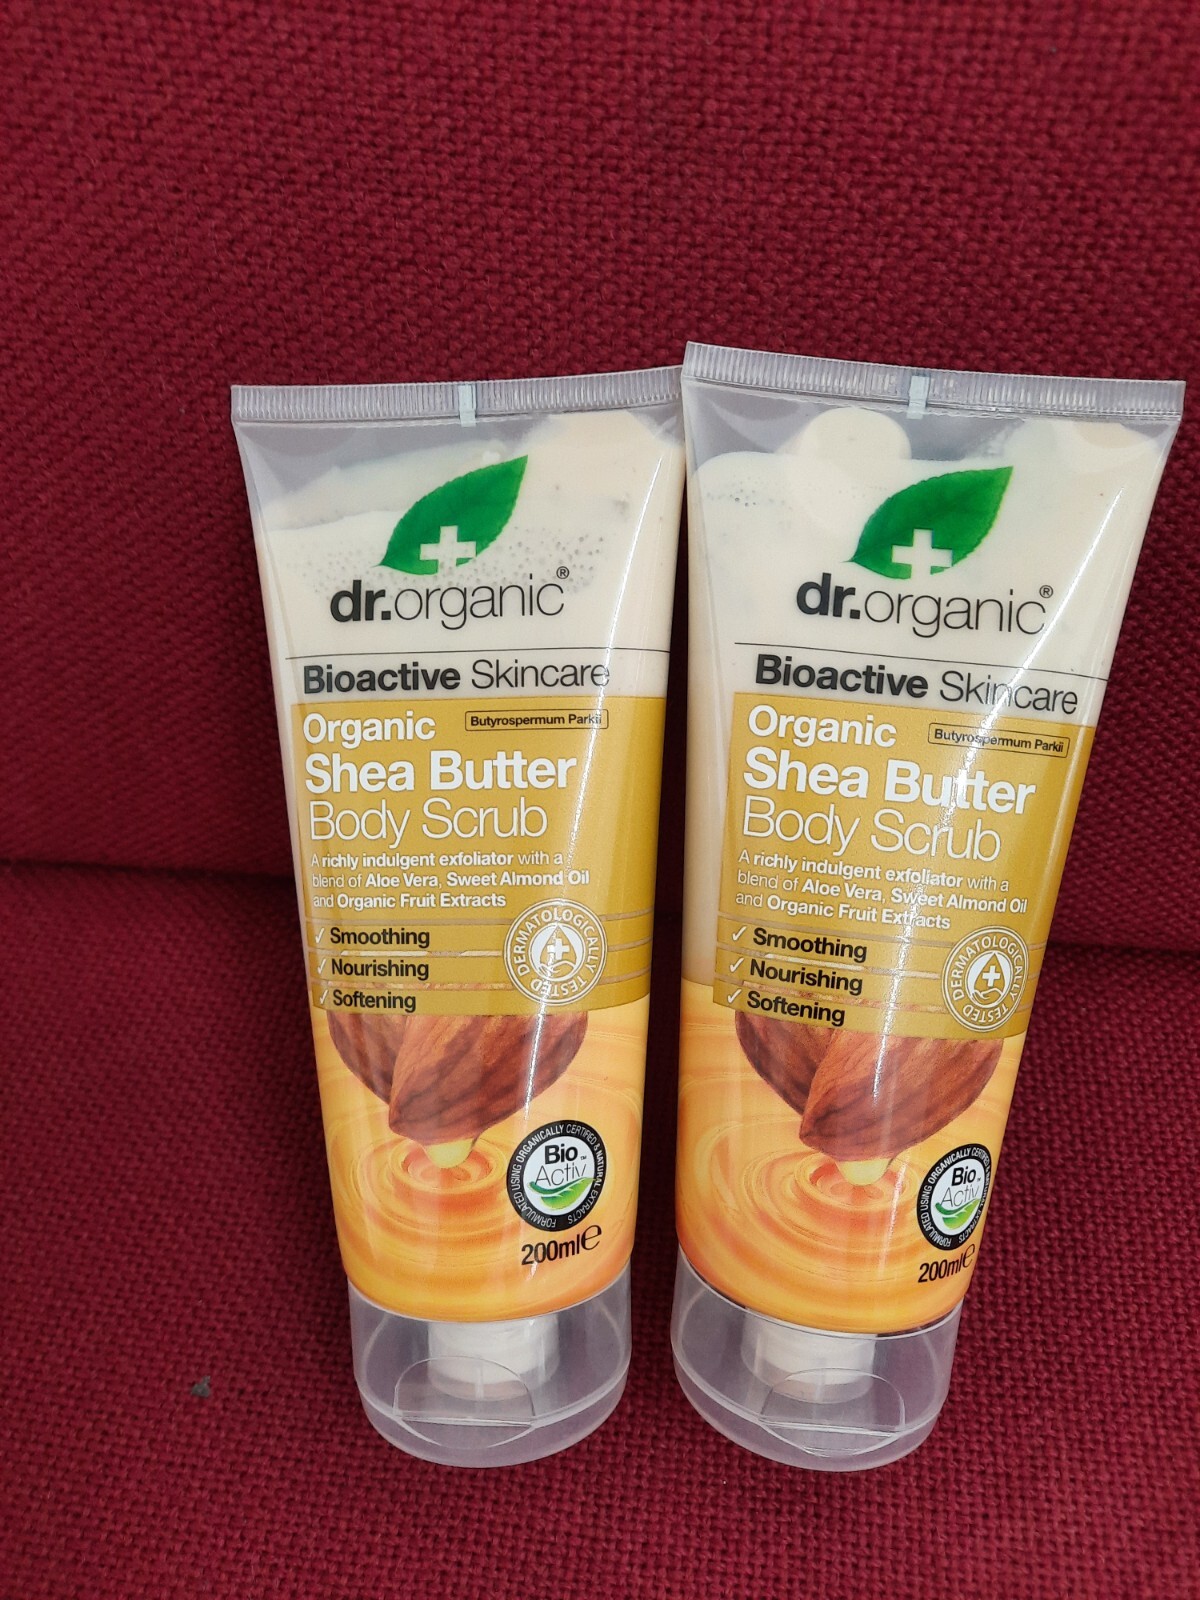 dr.organic®
Bioactive Skincare
Organic
Butyrospermum Parkii
Shea Butter
Body Scrub
A richly indulgent exfoliator with a
blend of Aloe Vera, Sweet Almond Oil
and Organic Fruit Extracts
✓ Smoothing
✓ Nourishing
✓ Softening
DERMATOLOGICALLY TESTED
Bio™
Activ
FORMULATED USING ORGANICALLY CERTIFIED & NATURAL EXTRACTS
200ml℮
dr.organic®
Bioactive Skincare
Organic
Butyrospermum Parkii
Shea Butter
Body Scrub
A richly indulgent exfoliator with a
blend of Aloe Vera, Sweet Almond Oil
and Organic Fruit Extracts
✓ Smoothing
✓ Nourishing
✓ Softening
DERMATOLOGICALLY TESTED
Bio™
Activ
FORMULATED USING ORGANICALLY CERTIFIED & NATURAL EXTRACTS
200ml℮